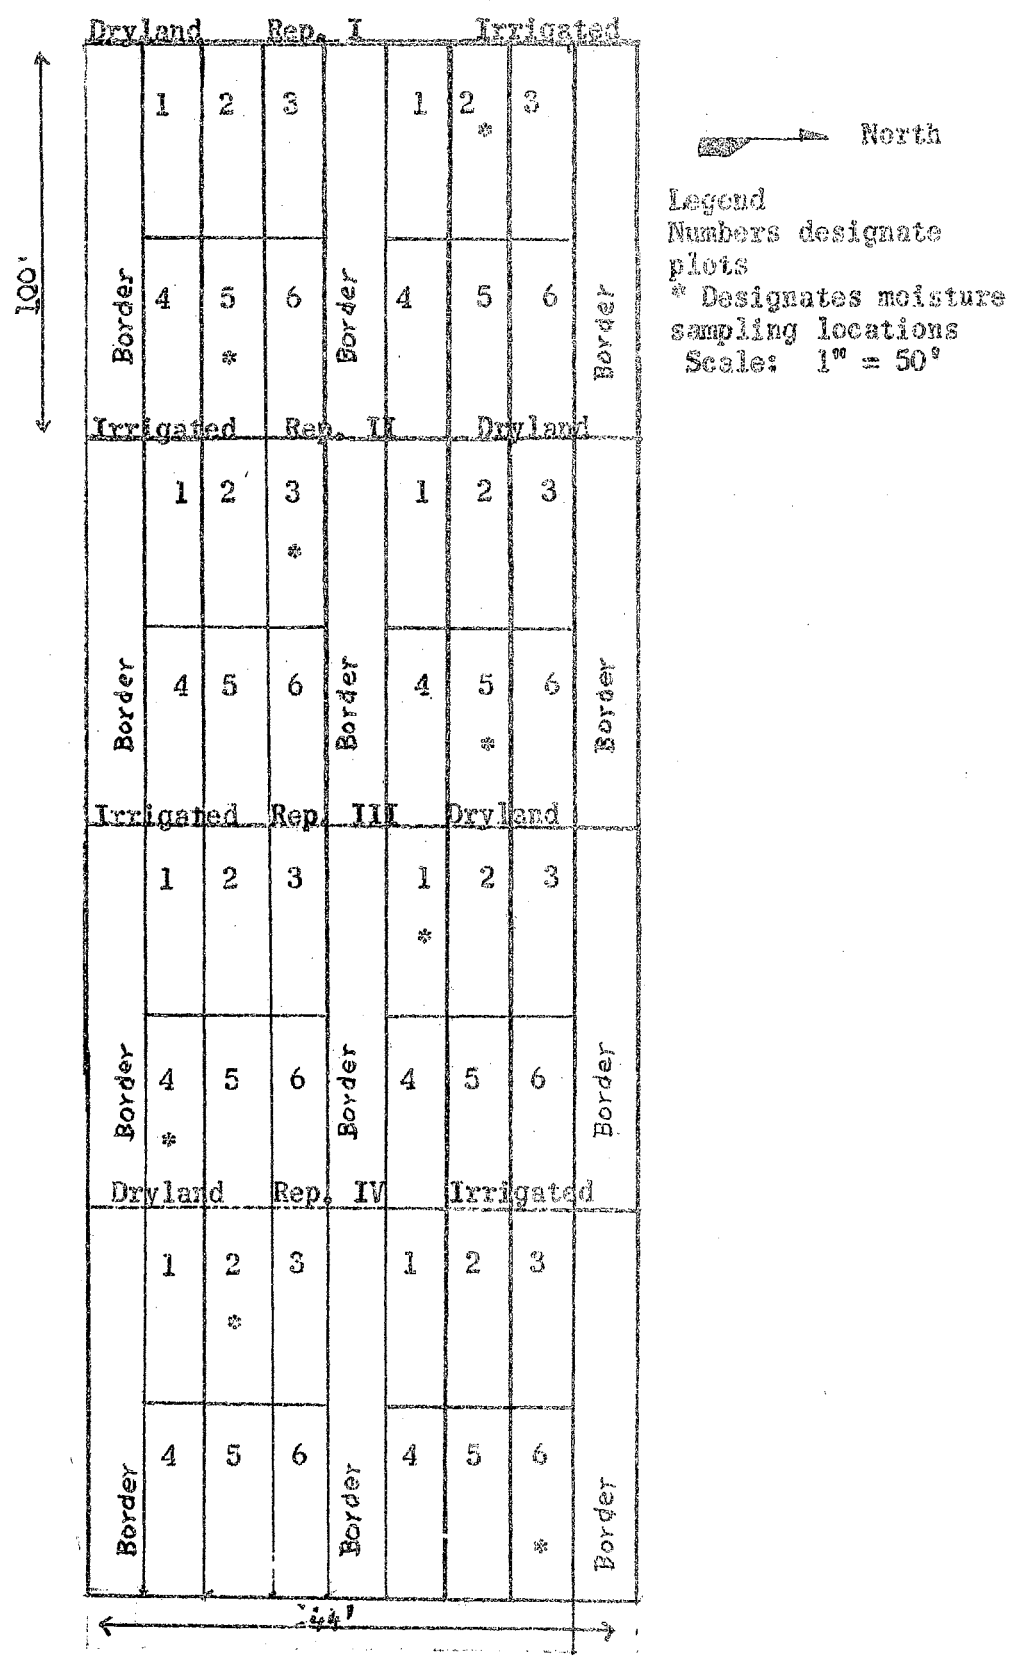 Dryland Rep. I Irrigated
1 2 3 1 2 3
* *
North
Legend
Numbers designate
plots
* Designates moisture
sampling locations
Scale: 1" = 50'
100'
Border 4 5 6 Border 4 5 6 Border
*
Irrigated Rep. II Dryland
1 2 3 1 2 3
*
Border 4 5 6 Border 4 5 6 Border
*
Irrigated Rep. III Dryland
1 2 3 1 2 3
*
Border 4 5 6 Border 4 5 6 Border
*
Dryland Rep. IV Irrigated
1 2 3 1 2 3
*
Border 4 5 6 Border 4 5 6 Border
*
44'